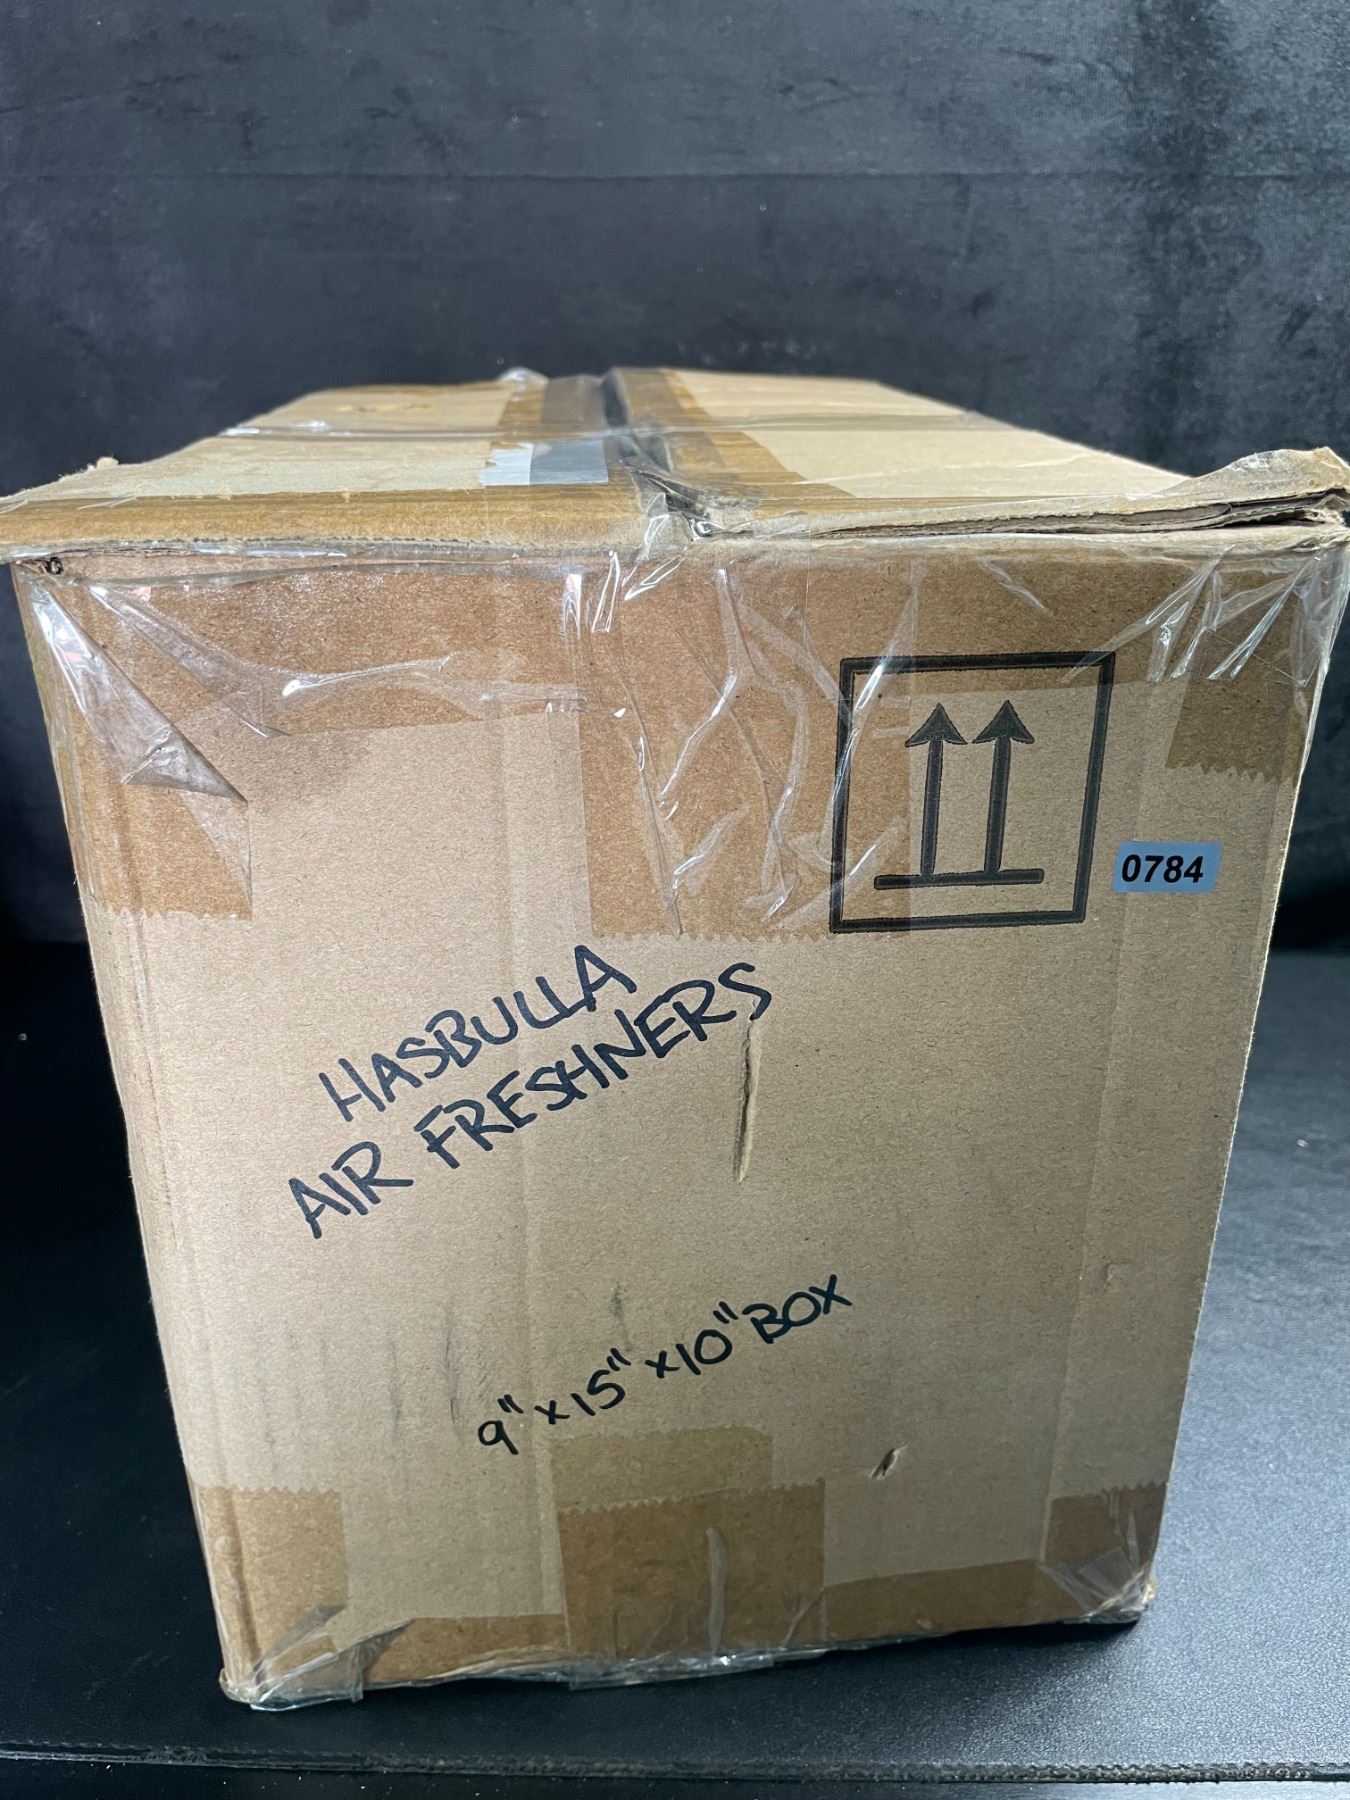 0784
HASBULLA
AIR FRESHNERS
9"x15"x10" BOX